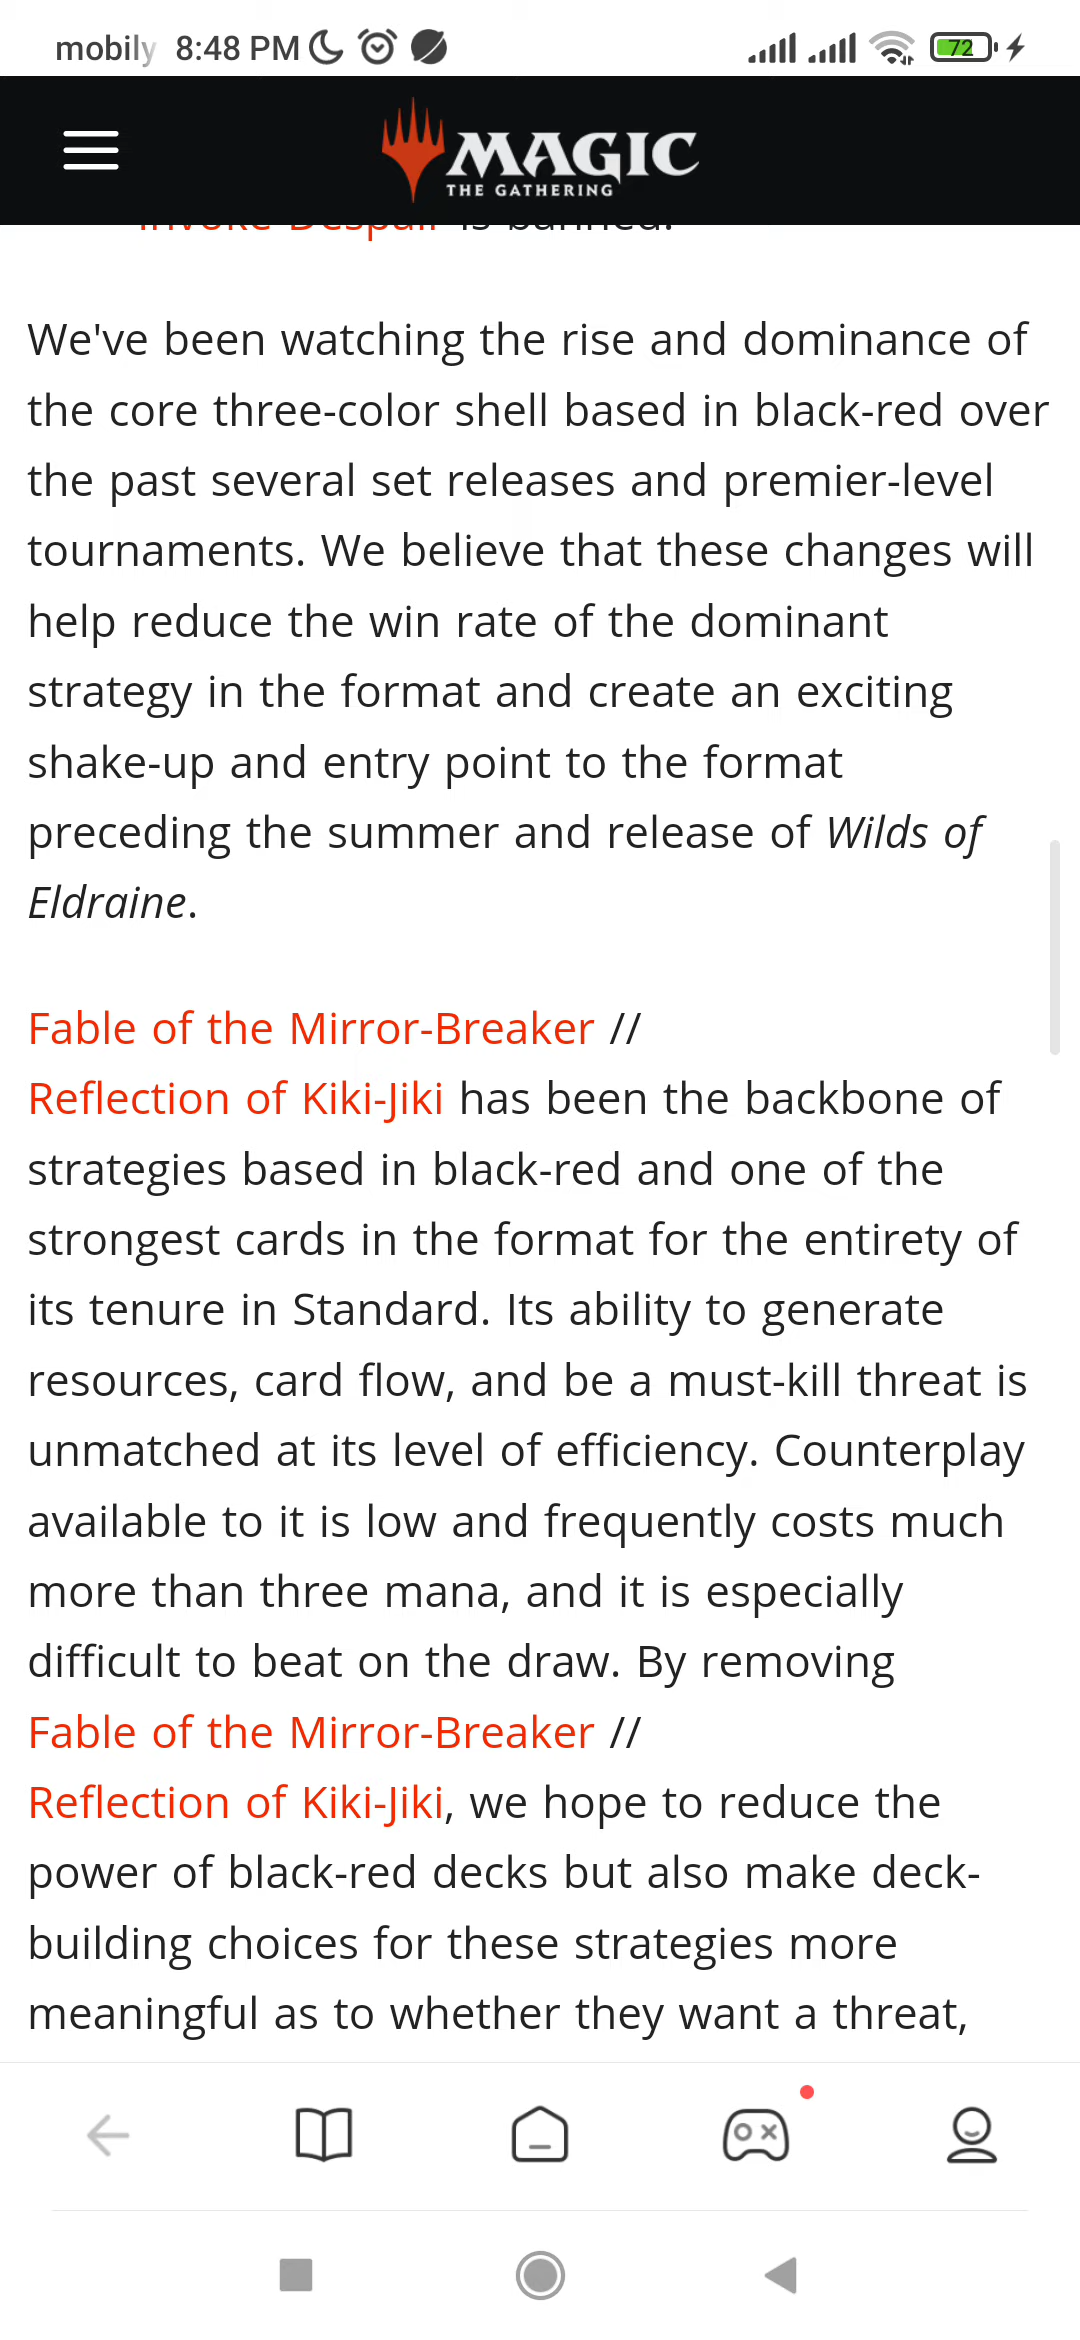 mobily 8:48 PM 72
MAGIC
THE GATHERING
Invoke Despair is banned.
We've been watching the rise and dominance of
the core three-color shell based in black-red over
the past several set releases and premier-level
tournaments. We believe that these changes will
help reduce the win rate of the dominant
strategy in the format and create an exciting
shake-up and entry point to the format
preceding the summer and release of Wilds of
Eldraine.
Fable of the Mirror-Breaker //
Reflection of Kiki-Jiki has been the backbone of
strategies based in black-red and one of the
strongest cards in the format for the entirety of
its tenure in Standard. Its ability to generate
resources, card flow, and be a must-kill threat is
unmatched at its level of efficiency. Counterplay
available to it is low and frequently costs much
more than three mana, and it is especially
difficult to beat on the draw. By removing
Fable of the Mirror-Breaker //
Reflection of Kiki-Jiki, we hope to reduce the
power of black-red decks but also make deck-
building choices for these strategies more
meaningful as to whether they want a threat,